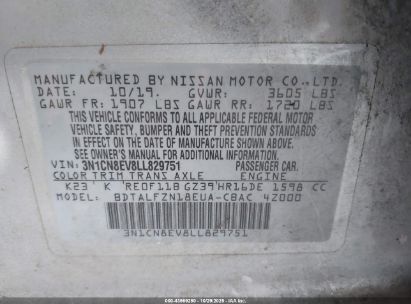 MANUFACTURED BY NISSAN MOTOR CO., LTD.
DATE: 10/19. GVWR: 3605 LBS
GAWR FR: 1907 LBS GAWR RR: 1720 LBS
THIS VEHICLE CONFORMS TO ALL APPLICABLE FEDERAL MOTOR
VEHICLE SAFETY, BUMPER AND THEFT PREVENTION STANDARDS
IN EFFECT ON THE DATE OF MANUFACTURE SHOWN ABOVE.
SEE OWNER'S MANUAL FOR ADDITIONAL INFORMATION.
VIN: 3N1CN8EV8LL829751 PASSENGER CAR.
COLOR TRIM TRANS AXLE ENGINE
K23 K RE0F11B GZ39 HR16DE 1598 CC
MODEL: BDTALFZN18EUA-CBAC 4Z000
3N1CN8EV8LL829751